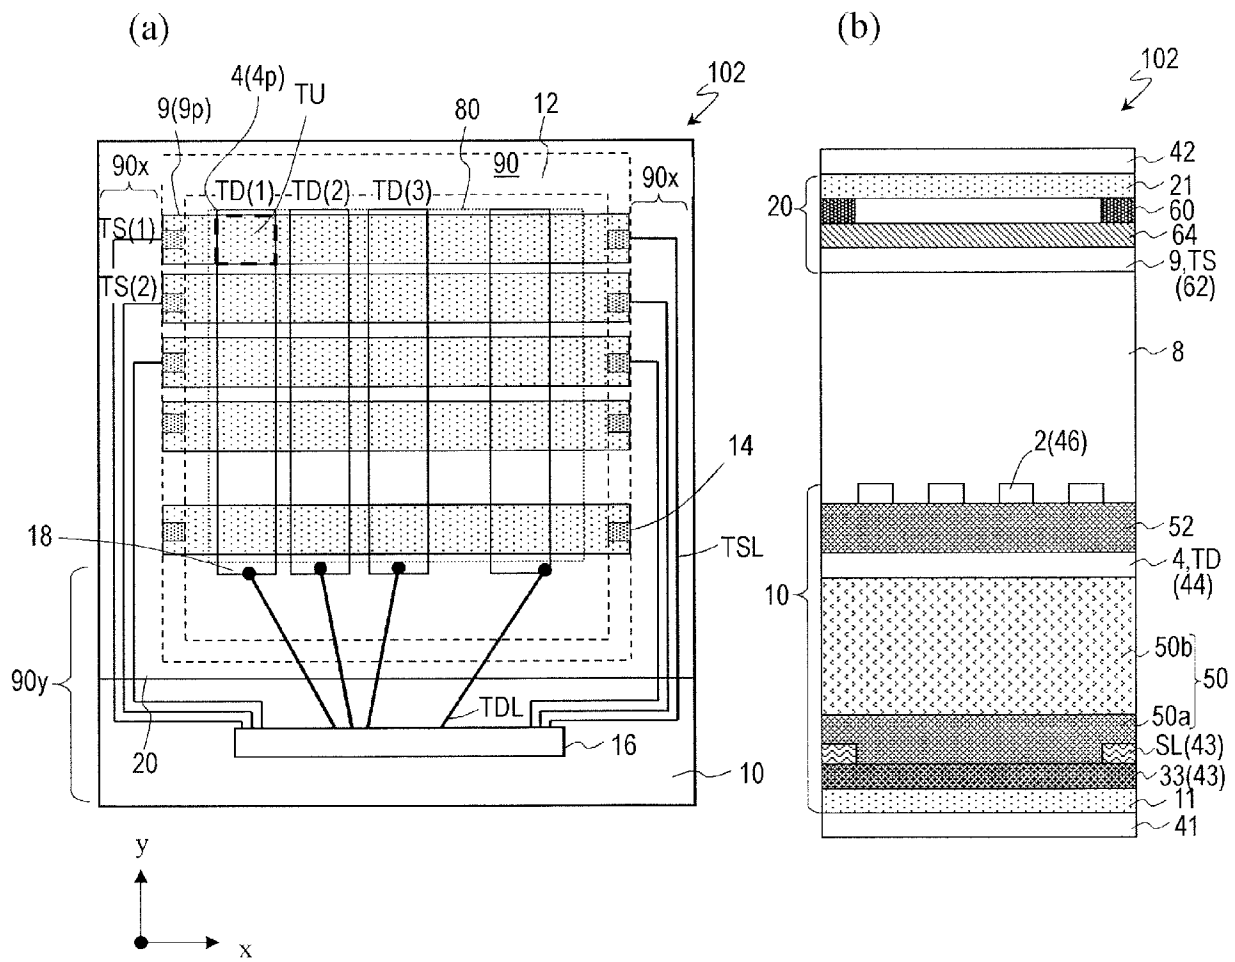 (a)
(b)
102
4(4p)
TU
9(9p)
80
12
90x
90
90x
TD(1)
TD(2)
TD(3)
TS(1)
TS(2)
14
18
TSL
90y
TDL
20
16
10
y
x
102
42
21
20
60
64
9,TS
(62)
8
2(46)
52
4,TD
(44)
10
50b
50
50a
SL(43)
33(43)
11
41